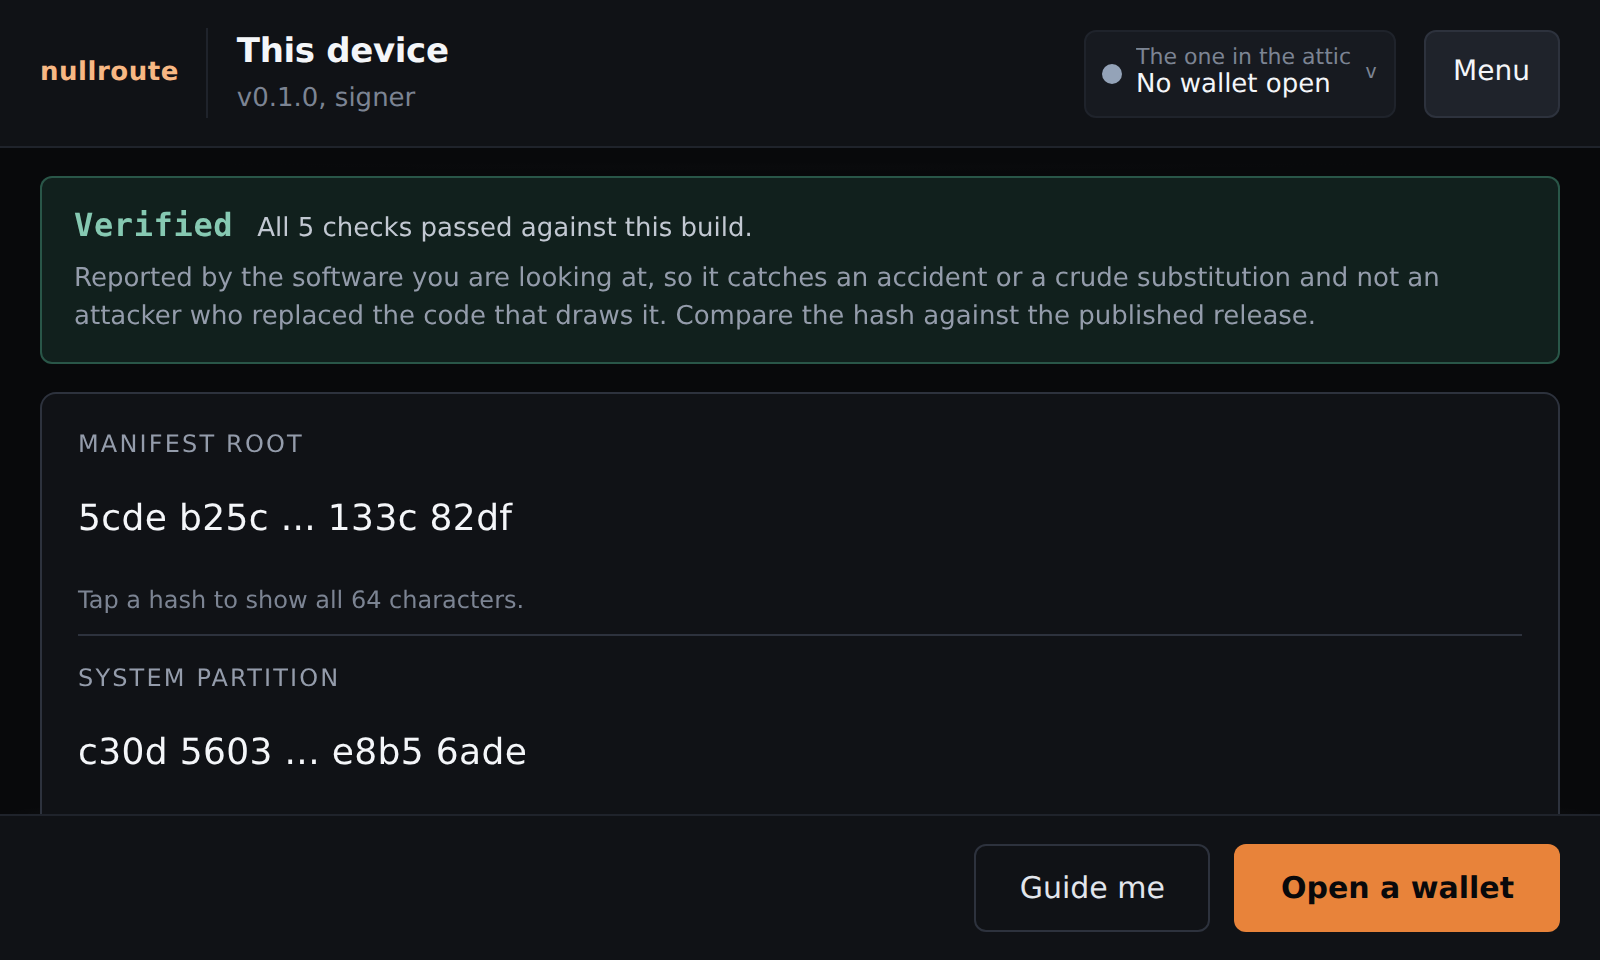 nullroute
This device
v0.1.0, signer
The one in the attic
No wallet open
v
Menu
Verified All 5 checks passed against this build.
Reported by the software you are looking at, so it catches an accident or a crude substitution and not an
attacker who replaced the code that draws it. Compare the hash against the published release.
MANIFEST ROOT
5cde b25c ... 133c 82df
Tap a hash to show all 64 characters.
SYSTEM PARTITION
c30d 5603 ... e8b5 6ade
Guide me
Open a wallet